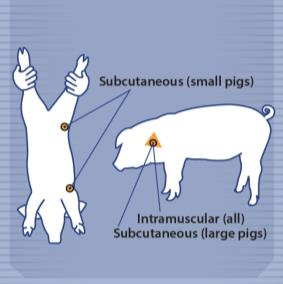 Subcutaneous (small pigs)
Intramuscular (all)
Subcutaneous (large pigs)